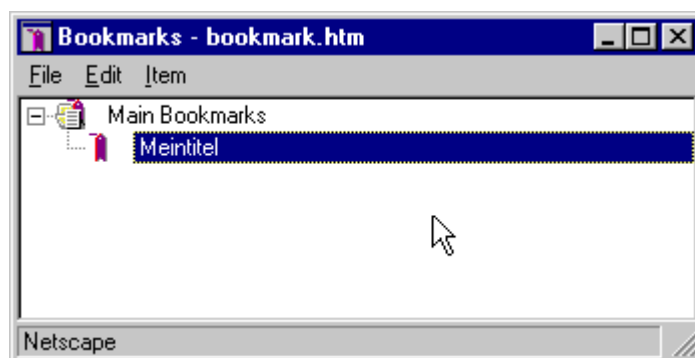 Bookmarks - bookmark.htm
File Edit Item
Main Bookmarks
Meintitel
Netscape